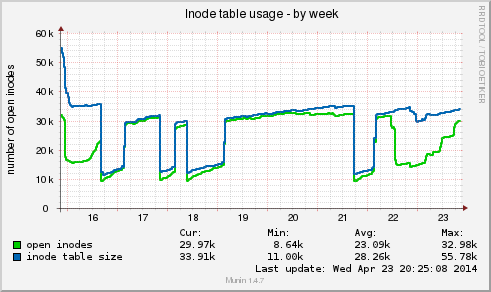 Inode table usage - by week
RRDTOOL / TOBI OETIKER
number of open inodes
60 k
50 k
40 k
30 k
20 k
10 k
0
16 17 18 19 20 21 22 23
Cur: Min: Avg: Max:
open inodes 29.97k 8.64k 23.09k 32.98k
inode table size 33.91k 11.00k 28.26k 55.78k
Last update: Wed Apr 23 20:25:08 2014
Munin 1.4.7